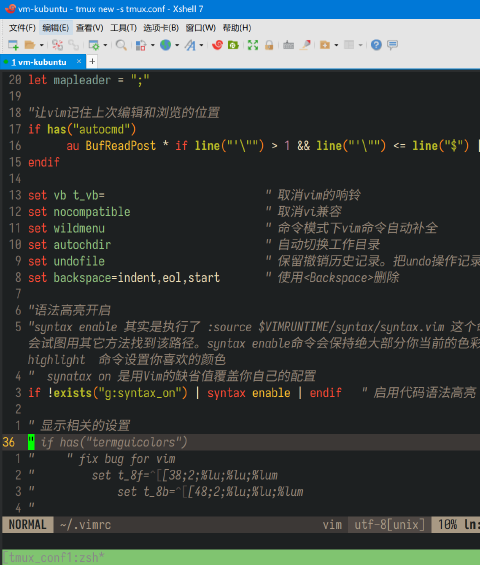 vm-kubuntu - tmux new -s tmux.conf - Xshell 7
文件(F) 编辑(E) 查看(V) 工具(T) 选项卡(B) 窗口(W) 帮助(H)
1 vm-kubuntu × +
20 let mapleader = ";"
19
18 "让vim记住上次编辑和浏览的位置
17 if has("autocmd")
16 au BufReadPost * if line("'\"") > 1 && line("'\"") <= line("$") |
15 endif
14
13 set vb t_vb= " 取消vim的响铃
12 set nocompatible " 取消vi兼容
11 set wildmenu " 命令模式下vim命令自动补全
10 set autochdir " 自动切换工作目录
9 set undofile " 保留撤销历史记录。把undo操作记录
8 set backspace=indent,eol,start " 使用<Backspace>删除
7
6 "语法高亮开启
5 "syntax enable 其实是执行了 :source $VIMRUNTIME/syntax/syntax.vim 这个
会试图用其它方法找到该路径。syntax enable命令会保持绝大部分你当前的色彩
highlight 命令设置你喜欢的颜色
4 " synatax on 是用Vim的缺省值覆盖你自己的配置
3 if !exists("g:syntax_on") | syntax enable | endif " 启用代码语法高亮
2
1 " 显示相关的设置
36 " if has("termguicolors")
1 " " fix bug for vim
2 " set t_8f=^[[38;2;%lu;%lu;%lum
3 " set t_8b=^[[48;2;%lu;%lu;%lum
4 "
NORMAL ~/.vimrc vim utf-8[unix] 10% ln:
[tmux_conf1:zsh*